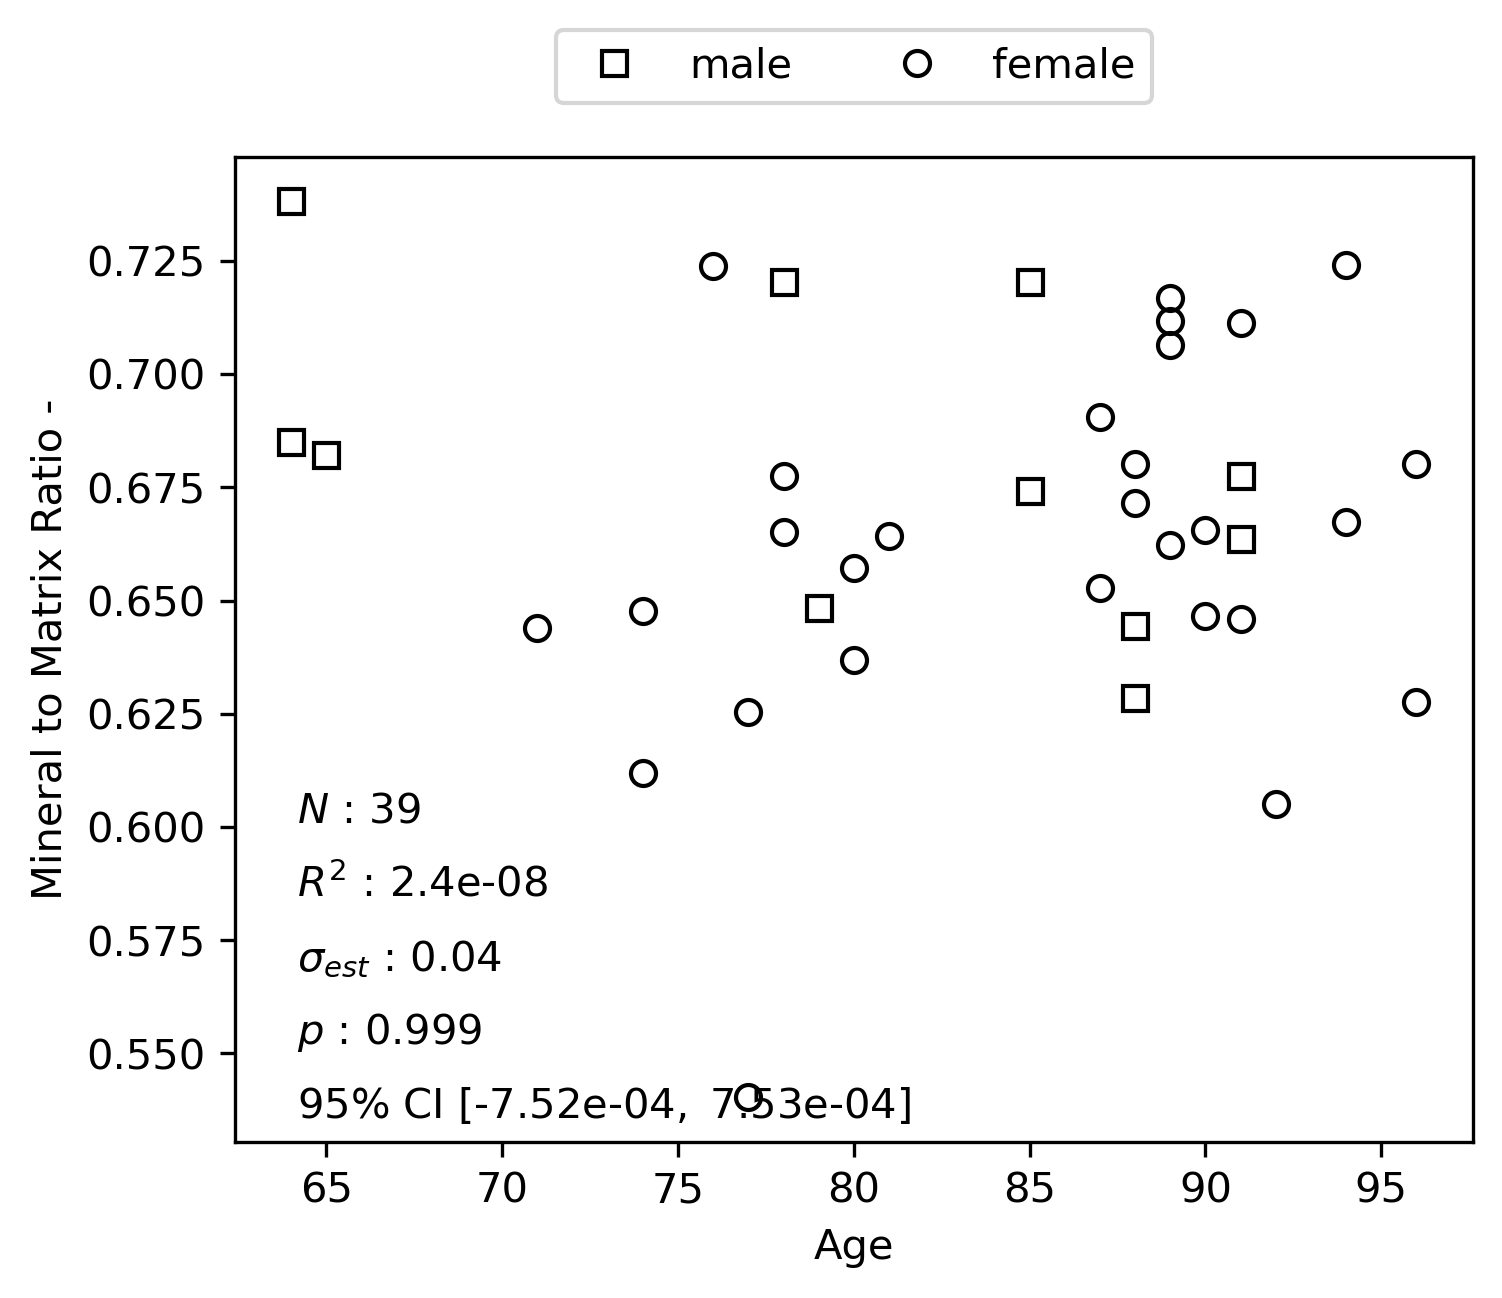 male female
0.725
0.700
0.675
0.650
0.625
0.600
0.575
0.550
Mineral to Matrix Ratio -
N : 39
R² : 2.4e-08
σest : 0.04
p : 0.999
95% CI [-7.52e-04, 7.53e-04]
65 70 75 80 85 90 95
Age